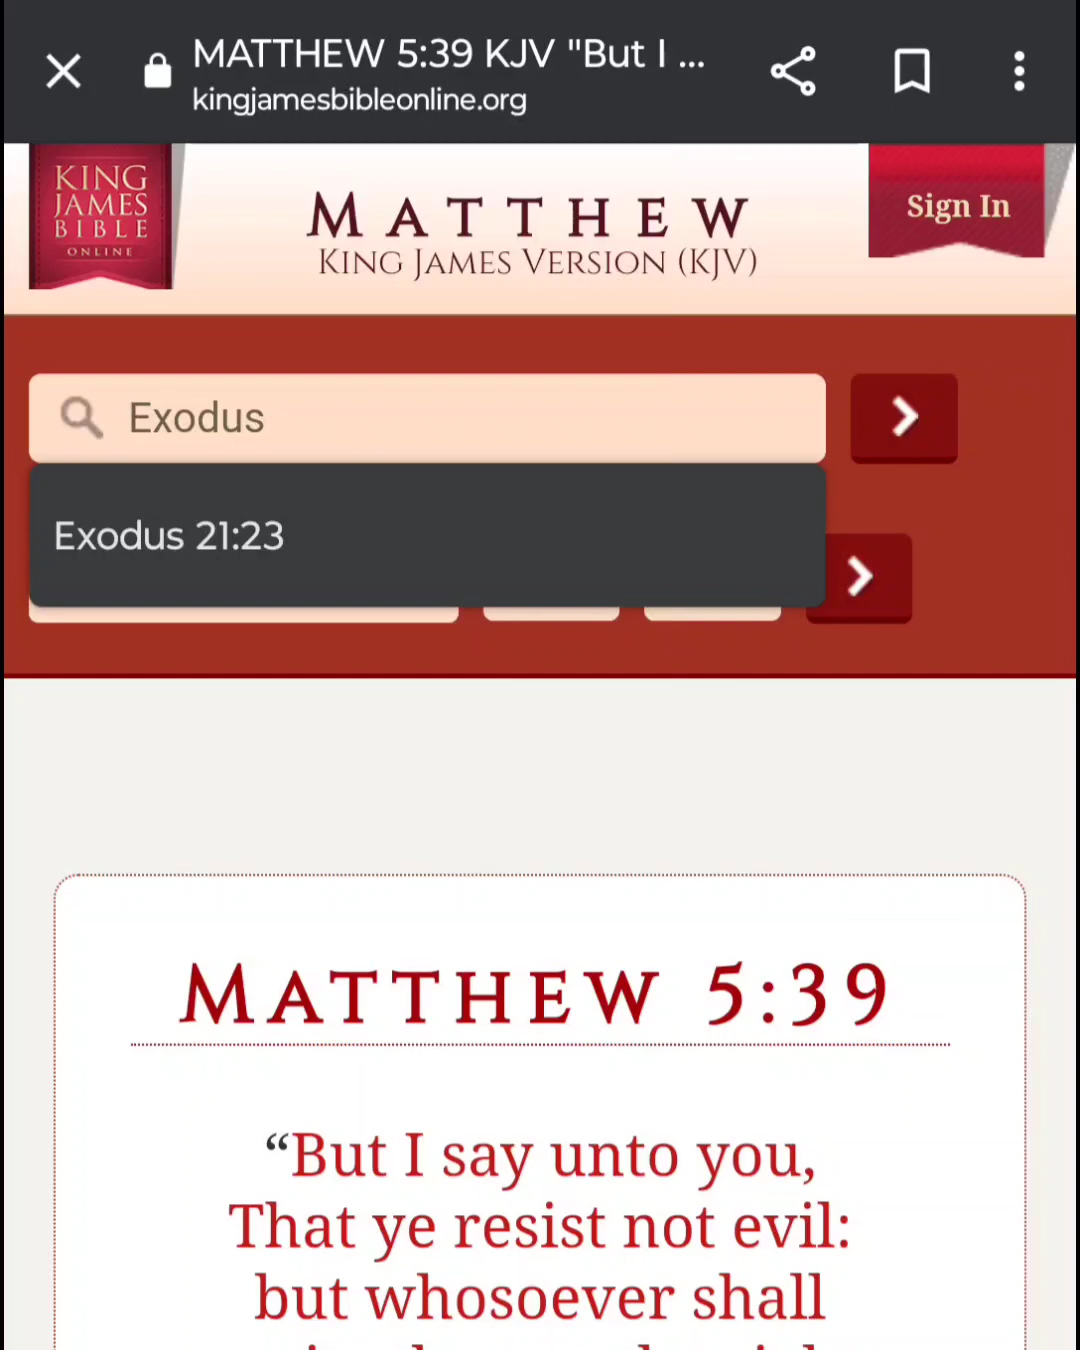 MATTHEW 5:39 KJV "But I ...
kingjamesbibleonline.org
KING
JAMES
BIBLE
ONLINE
MATTHEW
KING JAMES VERSION (KJV)
Sign In
Exodus
Exodus 21:23
MATTHEW 5:39
“But I say unto you,
That ye resist not evil:
but whosoever shall